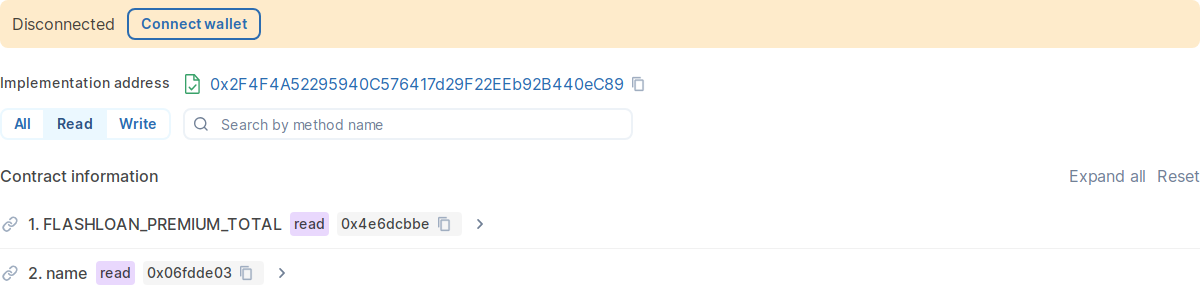 Disconnected Connect wallet
Implementation address 0x2F4F4A52295940C576417d29F22EEb92B440eC89
All Read Write Search by method name
Contract information Expand all Reset
1. FLASHLOAN_PREMIUM_TOTAL read 0x4e6dcbbe
2. name read 0x06fdde03